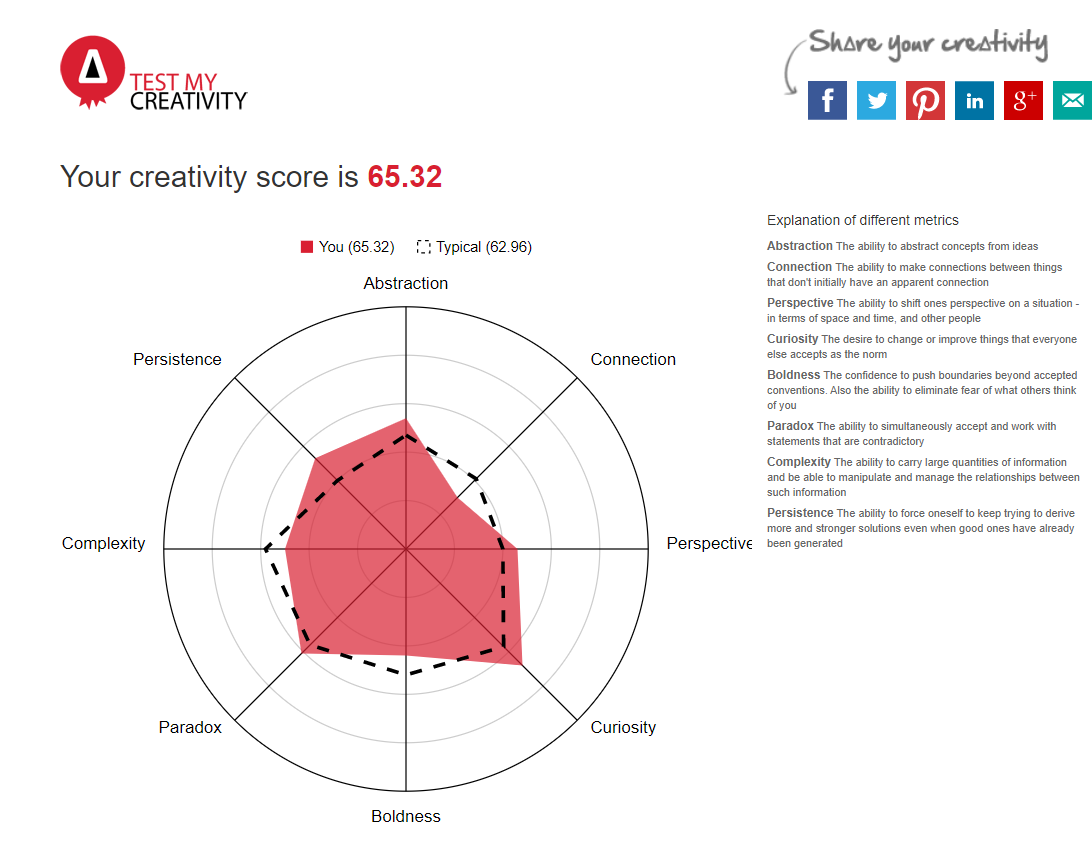 Share your creativity
TEST MY
CREATIVITY
f
in
g+
Your creativity score is 65.32
You (65.32)
Typical (62.96)
Abstraction
Persistence
Connection
Complexity
Perspective
Paradox
Curiosity
Boldness
Explanation of different metrics
Abstraction The ability to abstract concepts from ideas
Connection The ability to make connections between things
that don't initially have an apparent connection
Perspective The ability to shift ones perspective on a situation -
in terms of space and time, and other people
Curiosity The desire to change or improve things that everyone
else accepts as the norm
Boldness The confidence to push boundaries beyond accepted
conventions. Also the ability to eliminate fear of what others think
of you
Paradox The ability to simultaneously accept and work with
statements that are contradictory
Complexity The ability to carry large quantities of information
and be able to manipulate and manage the relationships between
such information
Persistence The ability to force oneself to keep trying to derive
more and stronger solutions even when good ones have already
been generated